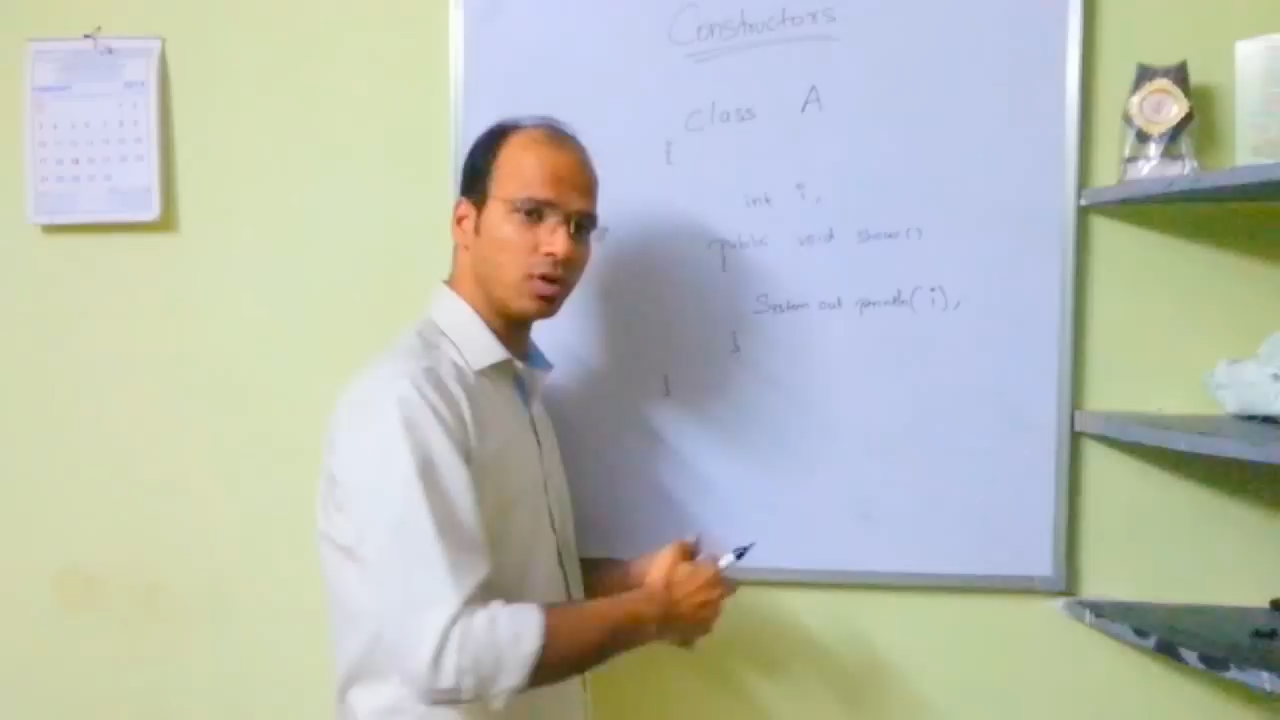 Constructors
class A
{
int i;
public void show()
{
System.out.println(i);
}
}